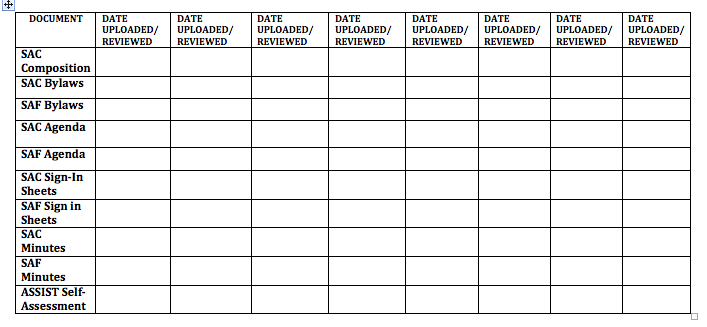 DOCUMENT DATE DATE DATE DATE DATE DATE DATE DATE
UPLOADED/ UPLOADED/ UPLOADED/ UPLOADED/ UPLOADED/ UPLOADED/ UPLOADED/ UPLOADED/
REVIEWED REVIEWED REVIEWED REVIEWED REVIEWED REVIEWED REVIEWED REVIEWED
SAC
Composition
SAC Bylaws
SAF Bylaws
SAC Agenda
SAF Agenda
SAC Sign-In
Sheets
SAF Sign in
Sheets
SAC
Minutes
SAF
Minutes
ASSIST Self-
Assessment